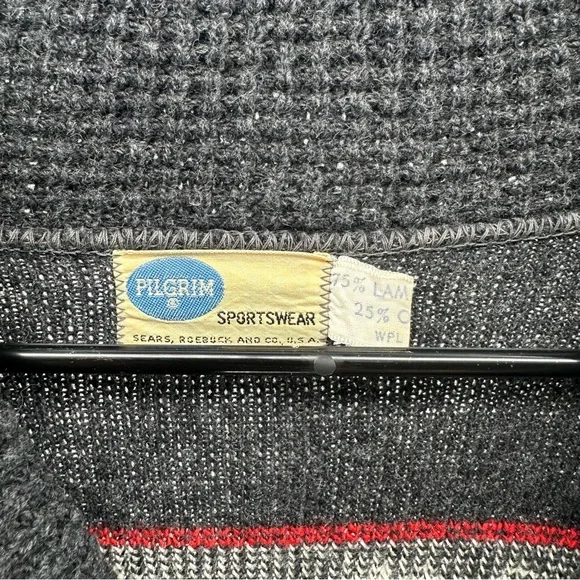 PILGRIM
®
SPORTSWEAR
SEARS, ROEBUCK AND CO. U.S.A.
75% LAM
25% C
WPL